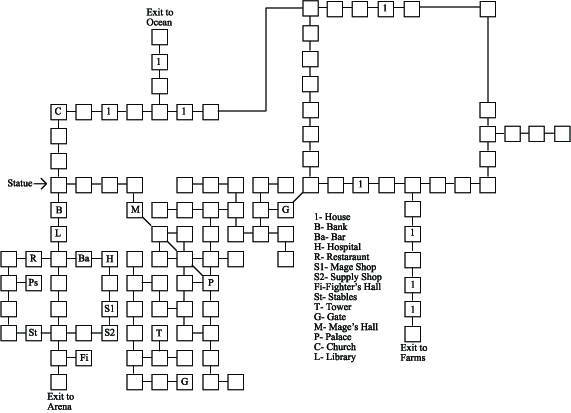 Exit to
Ocean
1
1
C
1
1
Statue
1
B
M
G
L
1
R
Ba
H
Ps
P
1
S1
1
St
S2
T
Fi
G
Exit to
Arena
Exit to
Farms
1- House
B- Bank
Ba- Bar
H- Hospital
R- Restaraunt
S1- Mage Shop
S2- Supply Shop
Fi-Fighter's Hall
St- Stables
T- Tower
G- Gate
M- Mage's Hall
P- Palace
C- Church
L- Library